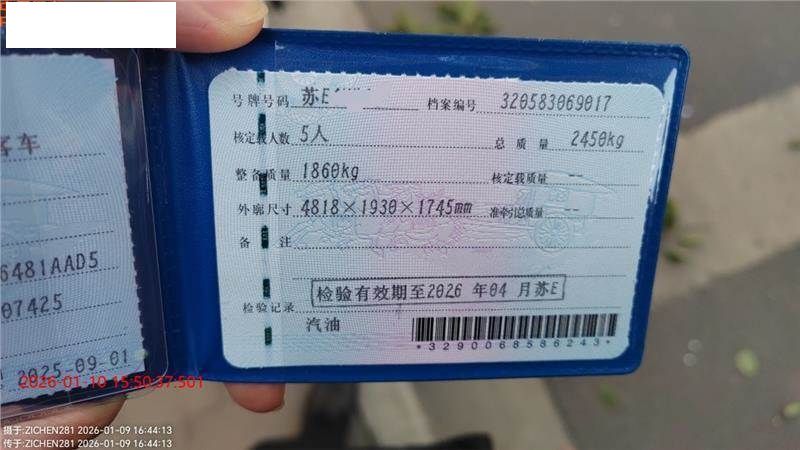 客车
6481AAD5
07425
2025-09-01
号牌号码 苏E 档案编号 320583069017
核定载人数 5人 总质量 2450kg
整备质量 1860kg 核定载质量 --
外廓尺寸 4818×1930×1745mm 准牵引总质量 --
备注
检验有效期至2026年04月苏E
检验记录
汽油
*3290068586243*
2026-01-10 15:50:37.501
摄于:ZICHEN281 2026-01-09 16:44:13
传于:ZICHEN281 2026-01-09 16:44:13